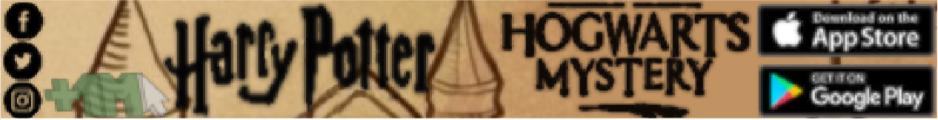 Harry Potter
HOGWARTS
MYSTERY
Download on the
App Store
GET IT ON
Google Play